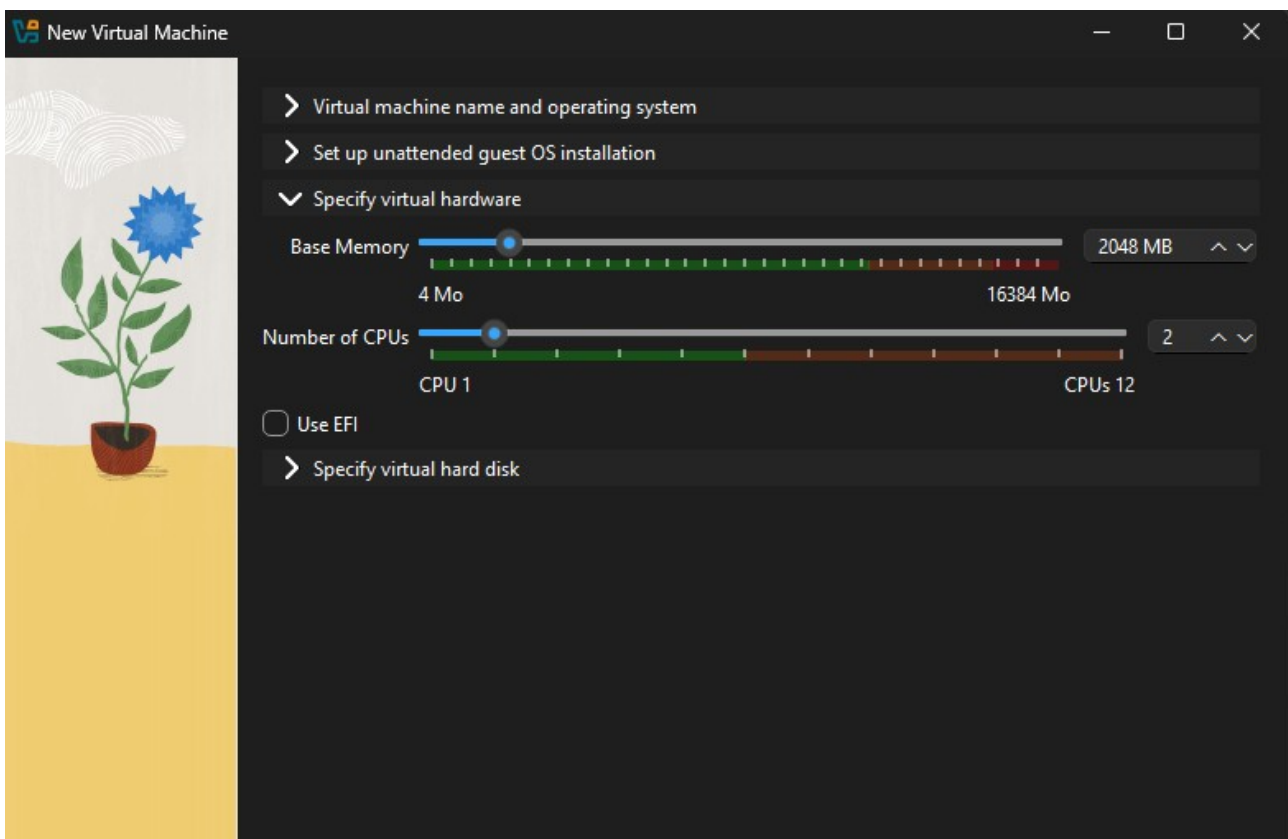 New Virtual Machine
Virtual machine name and operating system
Set up unattended guest OS installation
Specify virtual hardware
Base Memory 2048 MB
4 Mo 16384 Mo
Number of CPUs 2
CPU 1 CPUs 12
Use EFI
Specify virtual hard disk